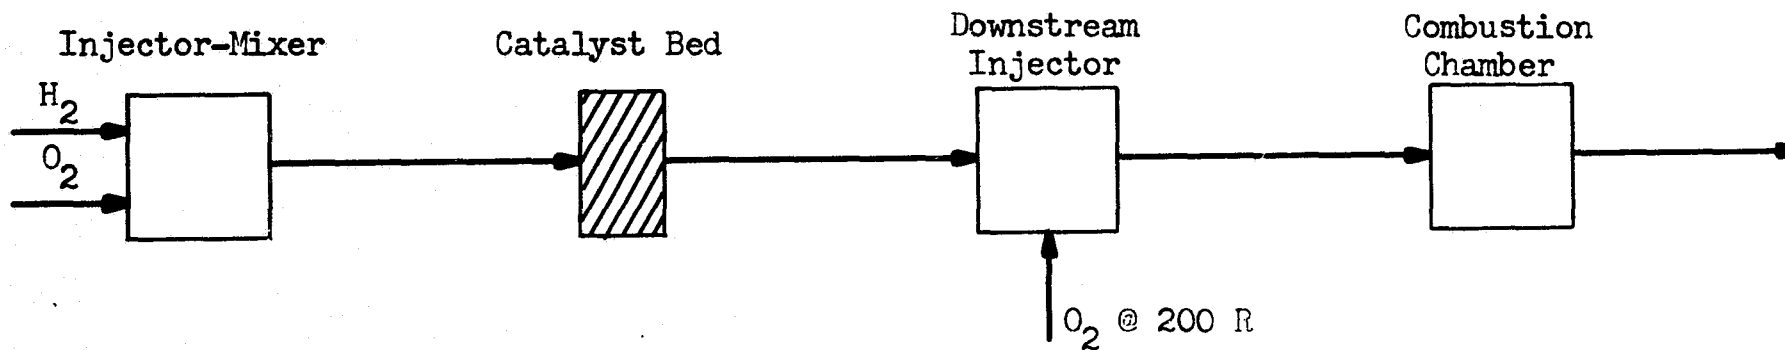 Injector-Mixer
Catalyst Bed
Downstream
Injector
Combustion
Chamber
H2
O2
O2 @ 200 R